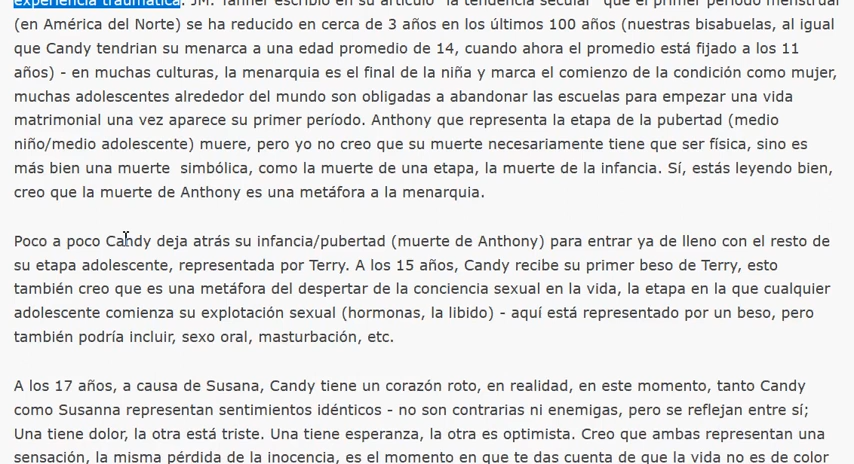 experiencia traumática. JM. Tanner escribió en su artículo "la tendencia secular" que el primer período menstrual
(en América del Norte) se ha reducido en cerca de 3 años en los últimos 100 años (nuestras bisabuelas, al igual
que Candy tendrian su menarca a una edad promedio de 14, cuando ahora el promedio está fijado a los 11
años) - en muchas culturas, la menarquia es el final de la niña y marca el comienzo de la condición como mujer,
muchas adolescentes alrededor del mundo son obligadas a abandonar las escuelas para empezar una vida
matrimonial una vez aparece su primer período. Anthony que representa la etapa de la pubertad (medio
niño/medio adolescente) muere, pero yo no creo que su muerte necesariamente tiene que ser física, sino es
más bien una muerte simbólica, como la muerte de una etapa, la muerte de la infancia. Sí, estás leyendo bien,
creo que la muerte de Anthony es una metáfora a la menarquia.
Poco a poco Candy deja atrás su infancia/pubertad (muerte de Anthony) para entrar ya de lleno con el resto de
su etapa adolescente, representada por Terry. A los 15 años, Candy recibe su primer beso de Terry, esto
también creo que es una metáfora del despertar de la conciencia sexual en la vida, la etapa en la que cualquier
adolescente comienza su explotación sexual (hormonas, la libido) - aquí está representado por un beso, pero
también podría incluir, sexo oral, masturbación, etc.
A los 17 años, a causa de Susana, Candy tiene un corazón roto, en realidad, en este momento, tanto Candy
como Susanna representan sentimientos idénticos - no son contrarias ni enemigas, pero se reflejan entre sí;
Una tiene dolor, la otra está triste. Una tiene esperanza, la otra es optimista. Creo que ambas representan una
sensación, la misma pérdida de la inocencia, es el momento en que te das cuenta de que la vida no es de color